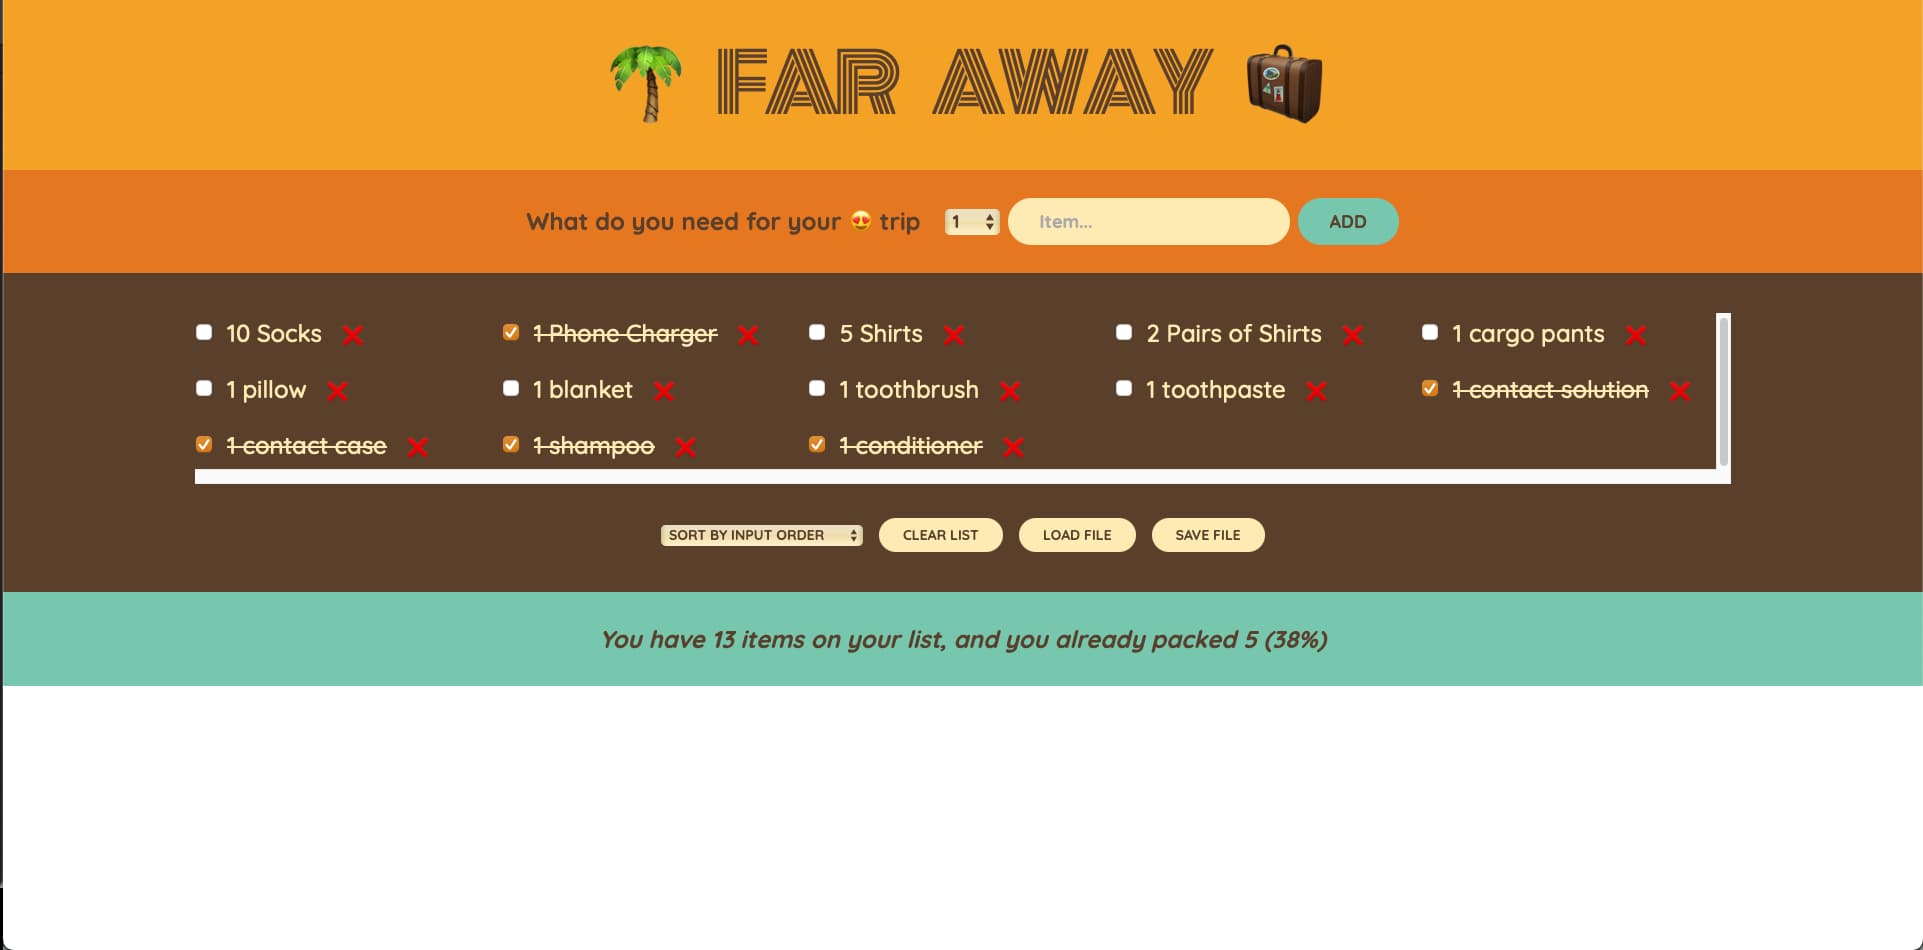 FAR AWAY
What do you need for your 😍 trip 1 Item... ADD
10 Socks ❌ 1 Phone Charger ❌ 5 Shirts ❌ 2 Pairs of Shirts ❌ 1 cargo pants ❌
1 pillow ❌ 1 blanket ❌ 1 toothbrush ❌ 1 toothpaste ❌ 1 contact solution ❌
1 contact case ❌ 1 shampoo ❌ 1 conditioner ❌
SORT BY INPUT ORDER CLEAR LIST LOAD FILE SAVE FILE
You have 13 items on your list, and you already packed 5 (38%)